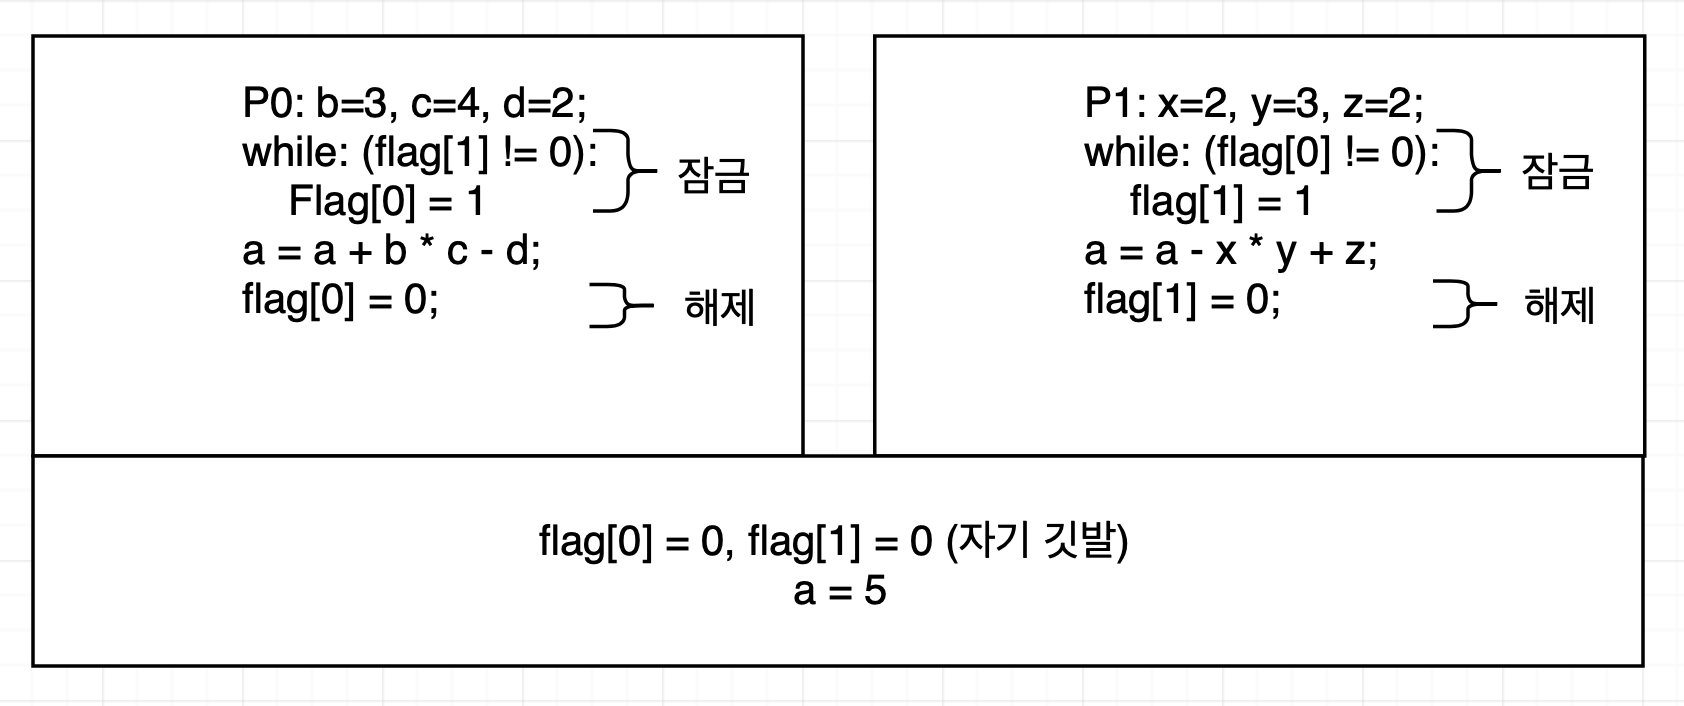 P0: b=3, c=4, d=2;
while: (flag[1] != 0):
Flag[0] = 1
잠금
a = a + b * c - d;
flag[0] = 0;
해제
P1: x=2, y=3, z=2;
while: (flag[0] != 0):
flag[1] = 1
잠금
a = a - x * y + z;
flag[1] = 0;
해제
flag[0] = 0, flag[1] = 0 (자기 깃발)
a = 5